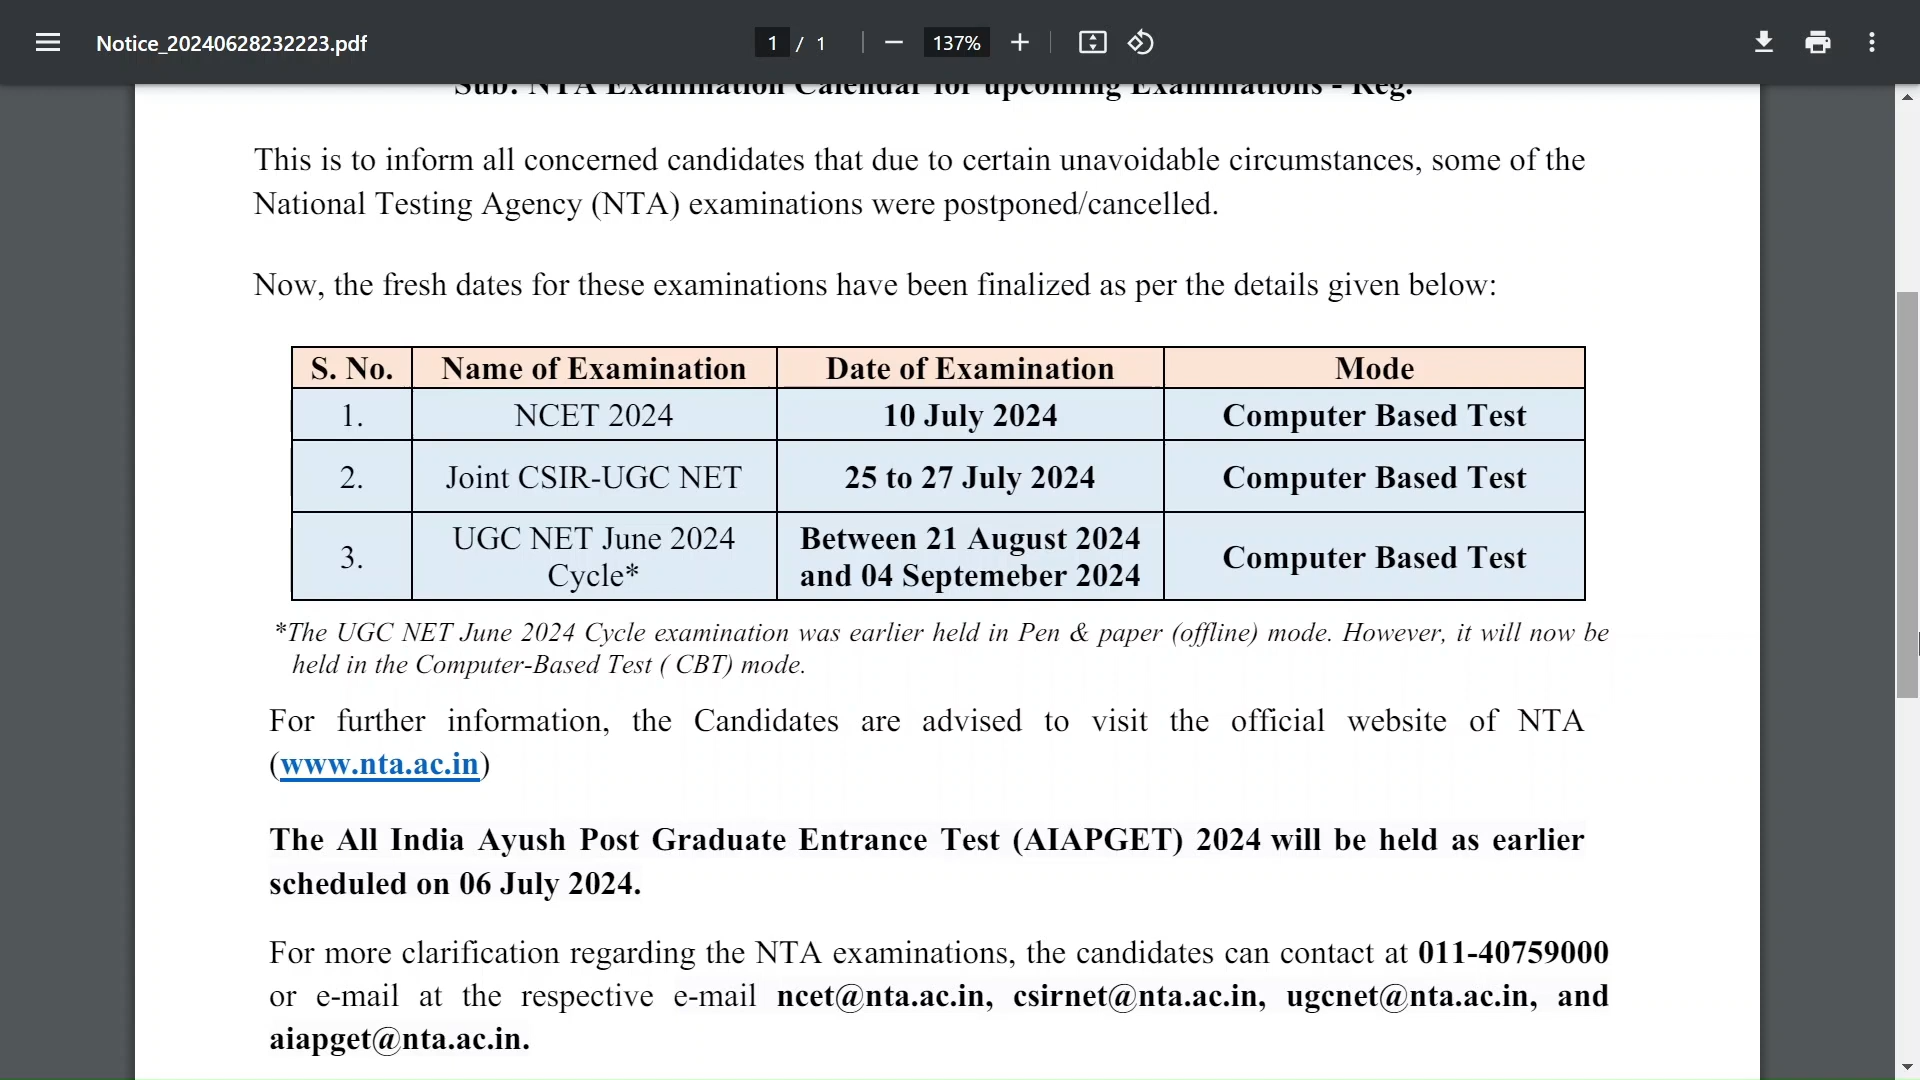 Notice_20240628232223.pdf
1 / 1
137%
Sub: NTA Examination Calendar for upcoming Examinations - Reg.
This is to inform all concerned candidates that due to certain unavoidable circumstances, some of the
National Testing Agency (NTA) examinations were postponed/cancelled.
Now, the fresh dates for these examinations have been finalized as per the details given below:
S. No. Name of Examination Date of Examination Mode
1. NCET 2024 10 July 2024 Computer Based Test
2. Joint CSIR-UGC NET 25 to 27 July 2024 Computer Based Test
3. UGC NET June 2024 Cycle* Between 21 August 2024 and 04 Septemeber 2024 Computer Based Test
*The UGC NET June 2024 Cycle examination was earlier held in Pen & paper (offline) mode. However, it will now be
held in the Computer-Based Test ( CBT) mode.
For further information, the Candidates are advised to visit the official website of NTA
(www.nta.ac.in)
The All India Ayush Post Graduate Entrance Test (AIAPGET) 2024 will be held as earlier
scheduled on 06 July 2024.
For more clarification regarding the NTA examinations, the candidates can contact at 011-40759000
or e-mail at the respective e-mail ncet@nta.ac.in, csirnet@nta.ac.in, ugcnet@nta.ac.in, and
aiapget@nta.ac.in.